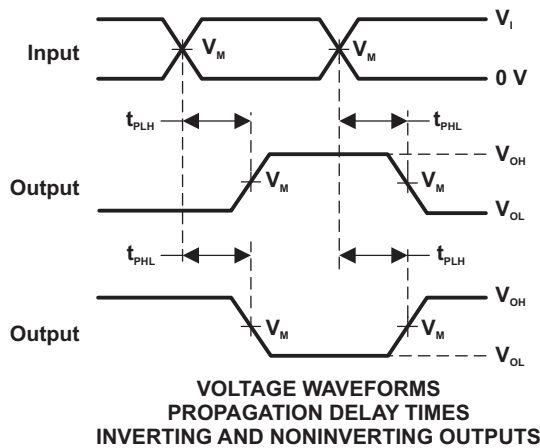 V_I
Input
V_M
V_M
0 V
t_PLH
t_PHL
V_OH
Output
V_M
V_M
V_OL
t_PHL
t_PLH
V_OH
Output
V_M
V_M
V_OL
VOLTAGE WAVEFORMS
PROPAGATION DELAY TIMES
INVERTING AND NONINVERTING OUTPUTS